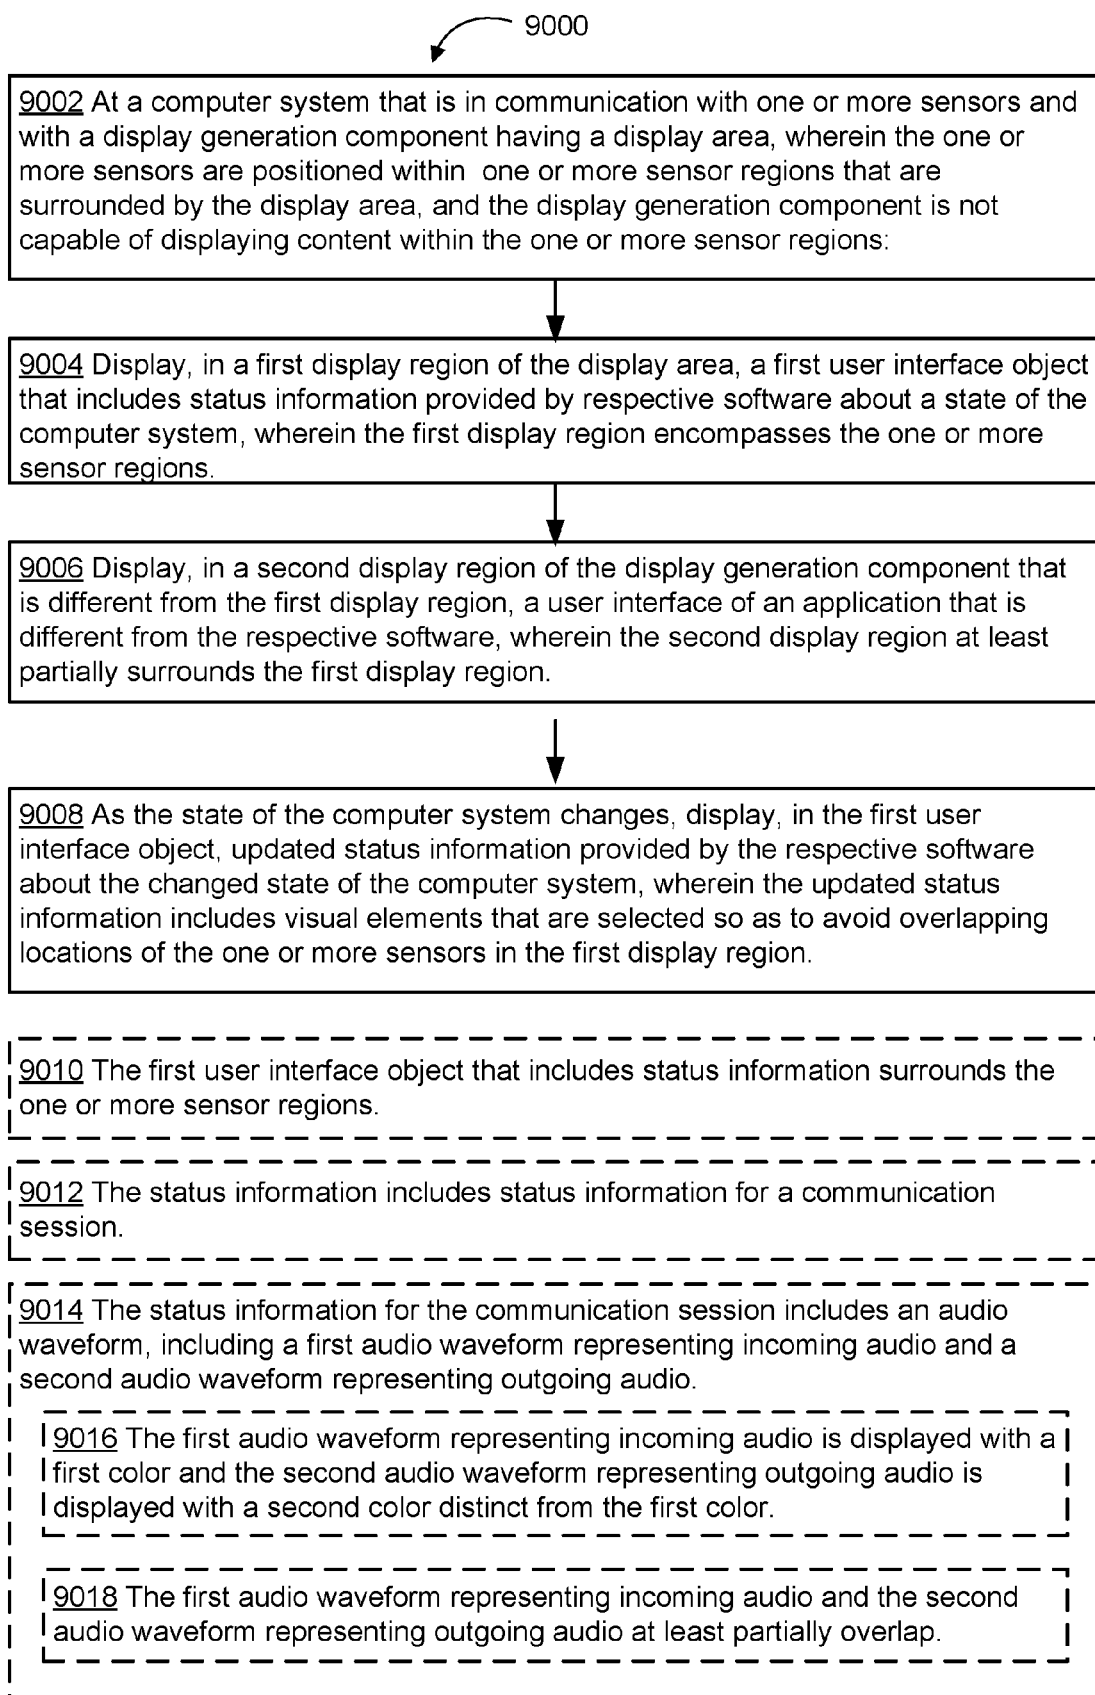 9000
9002 At a computer system that is in communication with one or more sensors and
with a display generation component having a display area, wherein the one or
more sensors are positioned within one or more sensor regions that are
surrounded by the display area, and the display generation component is not
capable of displaying content within the one or more sensor regions:
9004 Display, in a first display region of the display area, a first user interface object
that includes status information provided by respective software about a state of the
computer system, wherein the first display region encompasses the one or more
sensor regions.
9006 Display, in a second display region of the display generation component that
is different from the first display region, a user interface of an application that is
different from the respective software, wherein the second display region at least
partially surrounds the first display region.
9008 As the state of the computer system changes, display, in the first user
interface object, updated status information provided by the respective software
about the changed state of the computer system, wherein the updated status
information includes visual elements that are selected so as to avoid overlapping
locations of the one or more sensors in the first display region.
9010 The first user interface object that includes status information surrounds the
one or more sensor regions.
9012 The status information includes status information for a communication
session.
9014 The status information for the communication session includes an audio
waveform, including a first audio waveform representing incoming audio and a
second audio waveform representing outgoing audio.
9016 The first audio waveform representing incoming audio is displayed with a
first color and the second audio waveform representing outgoing audio is
displayed with a second color distinct from the first color.
9018 The first audio waveform representing incoming audio and the second
audio waveform representing outgoing audio at least partially overlap.